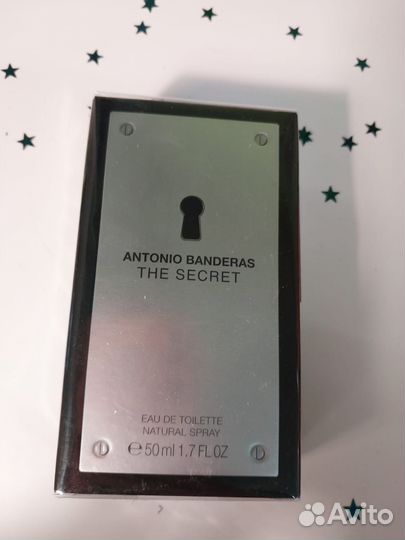 ANTONIO BANDERAS
THE SECRET
EAU DE TOILETTE
NATURAL SPRAY
℮50ml 1.7 FL OZ
Avito